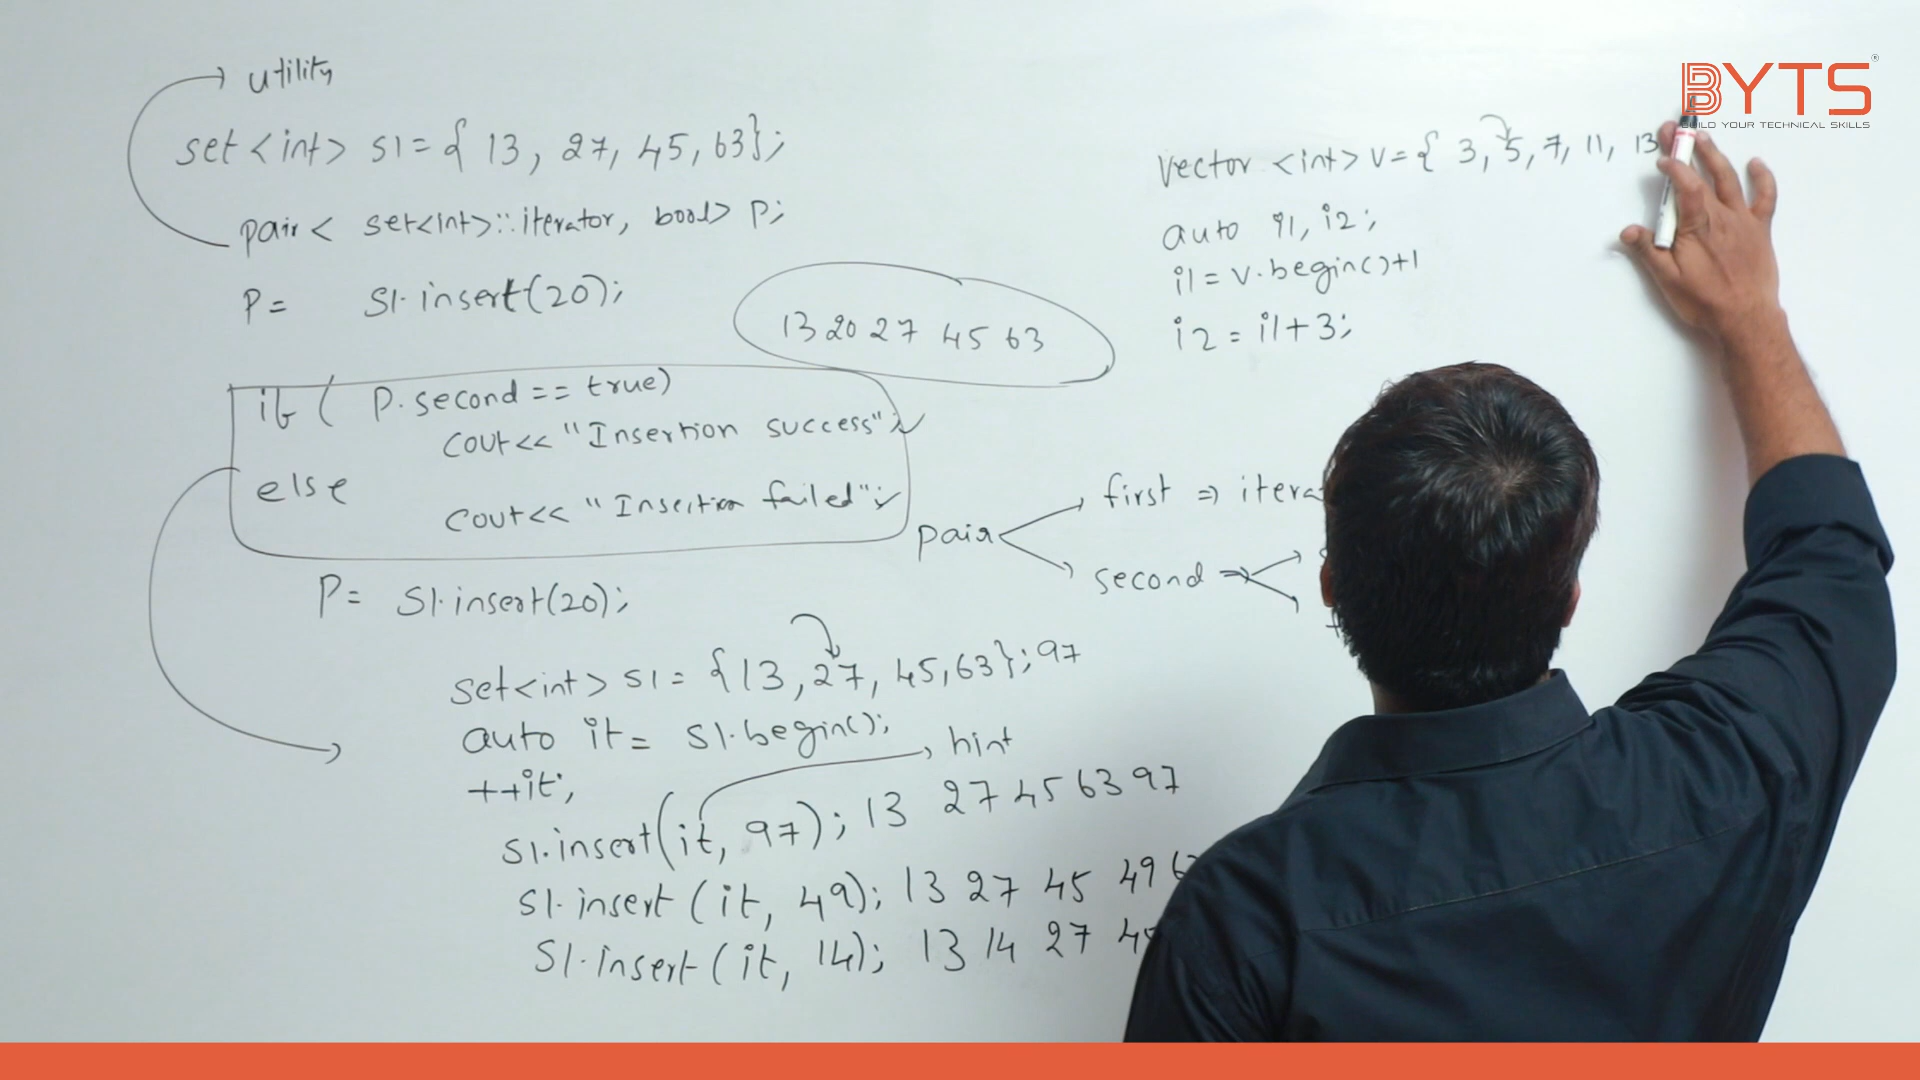 utility
set<int> s1 = { 13, 27, 45, 63};
pair< set<int>::iterator, bool> p;
P = S1.insert(20);
13 20 27 45 63
if ( P.second == true)
cout<< "Insertion success";
else
cout<< "Insertion failed";
P = S1.insert(20);
set<int> s1 = {13, 27, 45, 63}; 97
auto it = s1.begin();
hint
++it;
s1.insert(it, 97); 13 27 45 63 97
s1.insert (it, 49); 13 27 45 49
S1.insert (it, 14); 13 14 27
BYTS®
BUILD YOUR TECHNICAL SKILLS
vector <int> v = { 3, 5, 7, 11, 13
auto i1, i2;
i1 = v.begin()+1
i2 = i1+3;
pair
first ⇒
second ⇒